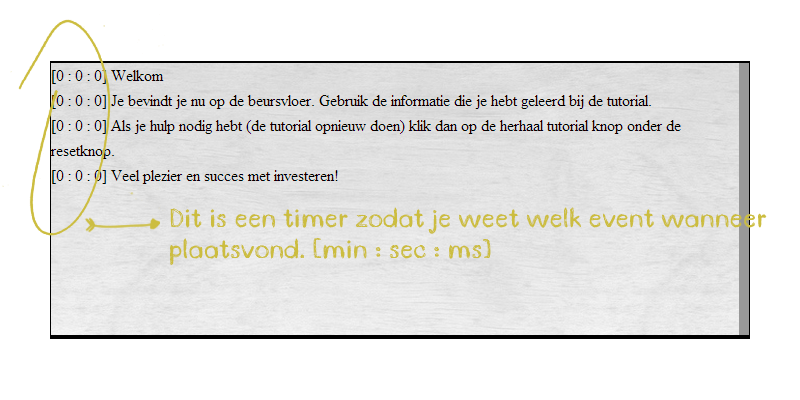 [0 : 0 : 0] Welkom
[0 : 0 : 0] Je bevindt je nu op de beursvloer. Gebruik de informatie die je hebt geleerd bij de tutorial.
[0 : 0 : 0] Als je hulp nodig hebt (de tutorial opnieuw doen) klik dan op de herhaal tutorial knop onder de
resetknop.
[0 : 0 : 0] Veel plezier en succes met investeren!
Dit is een timer zodat je weet welk event wanneer
plaatsvond. [min : sec : ms]